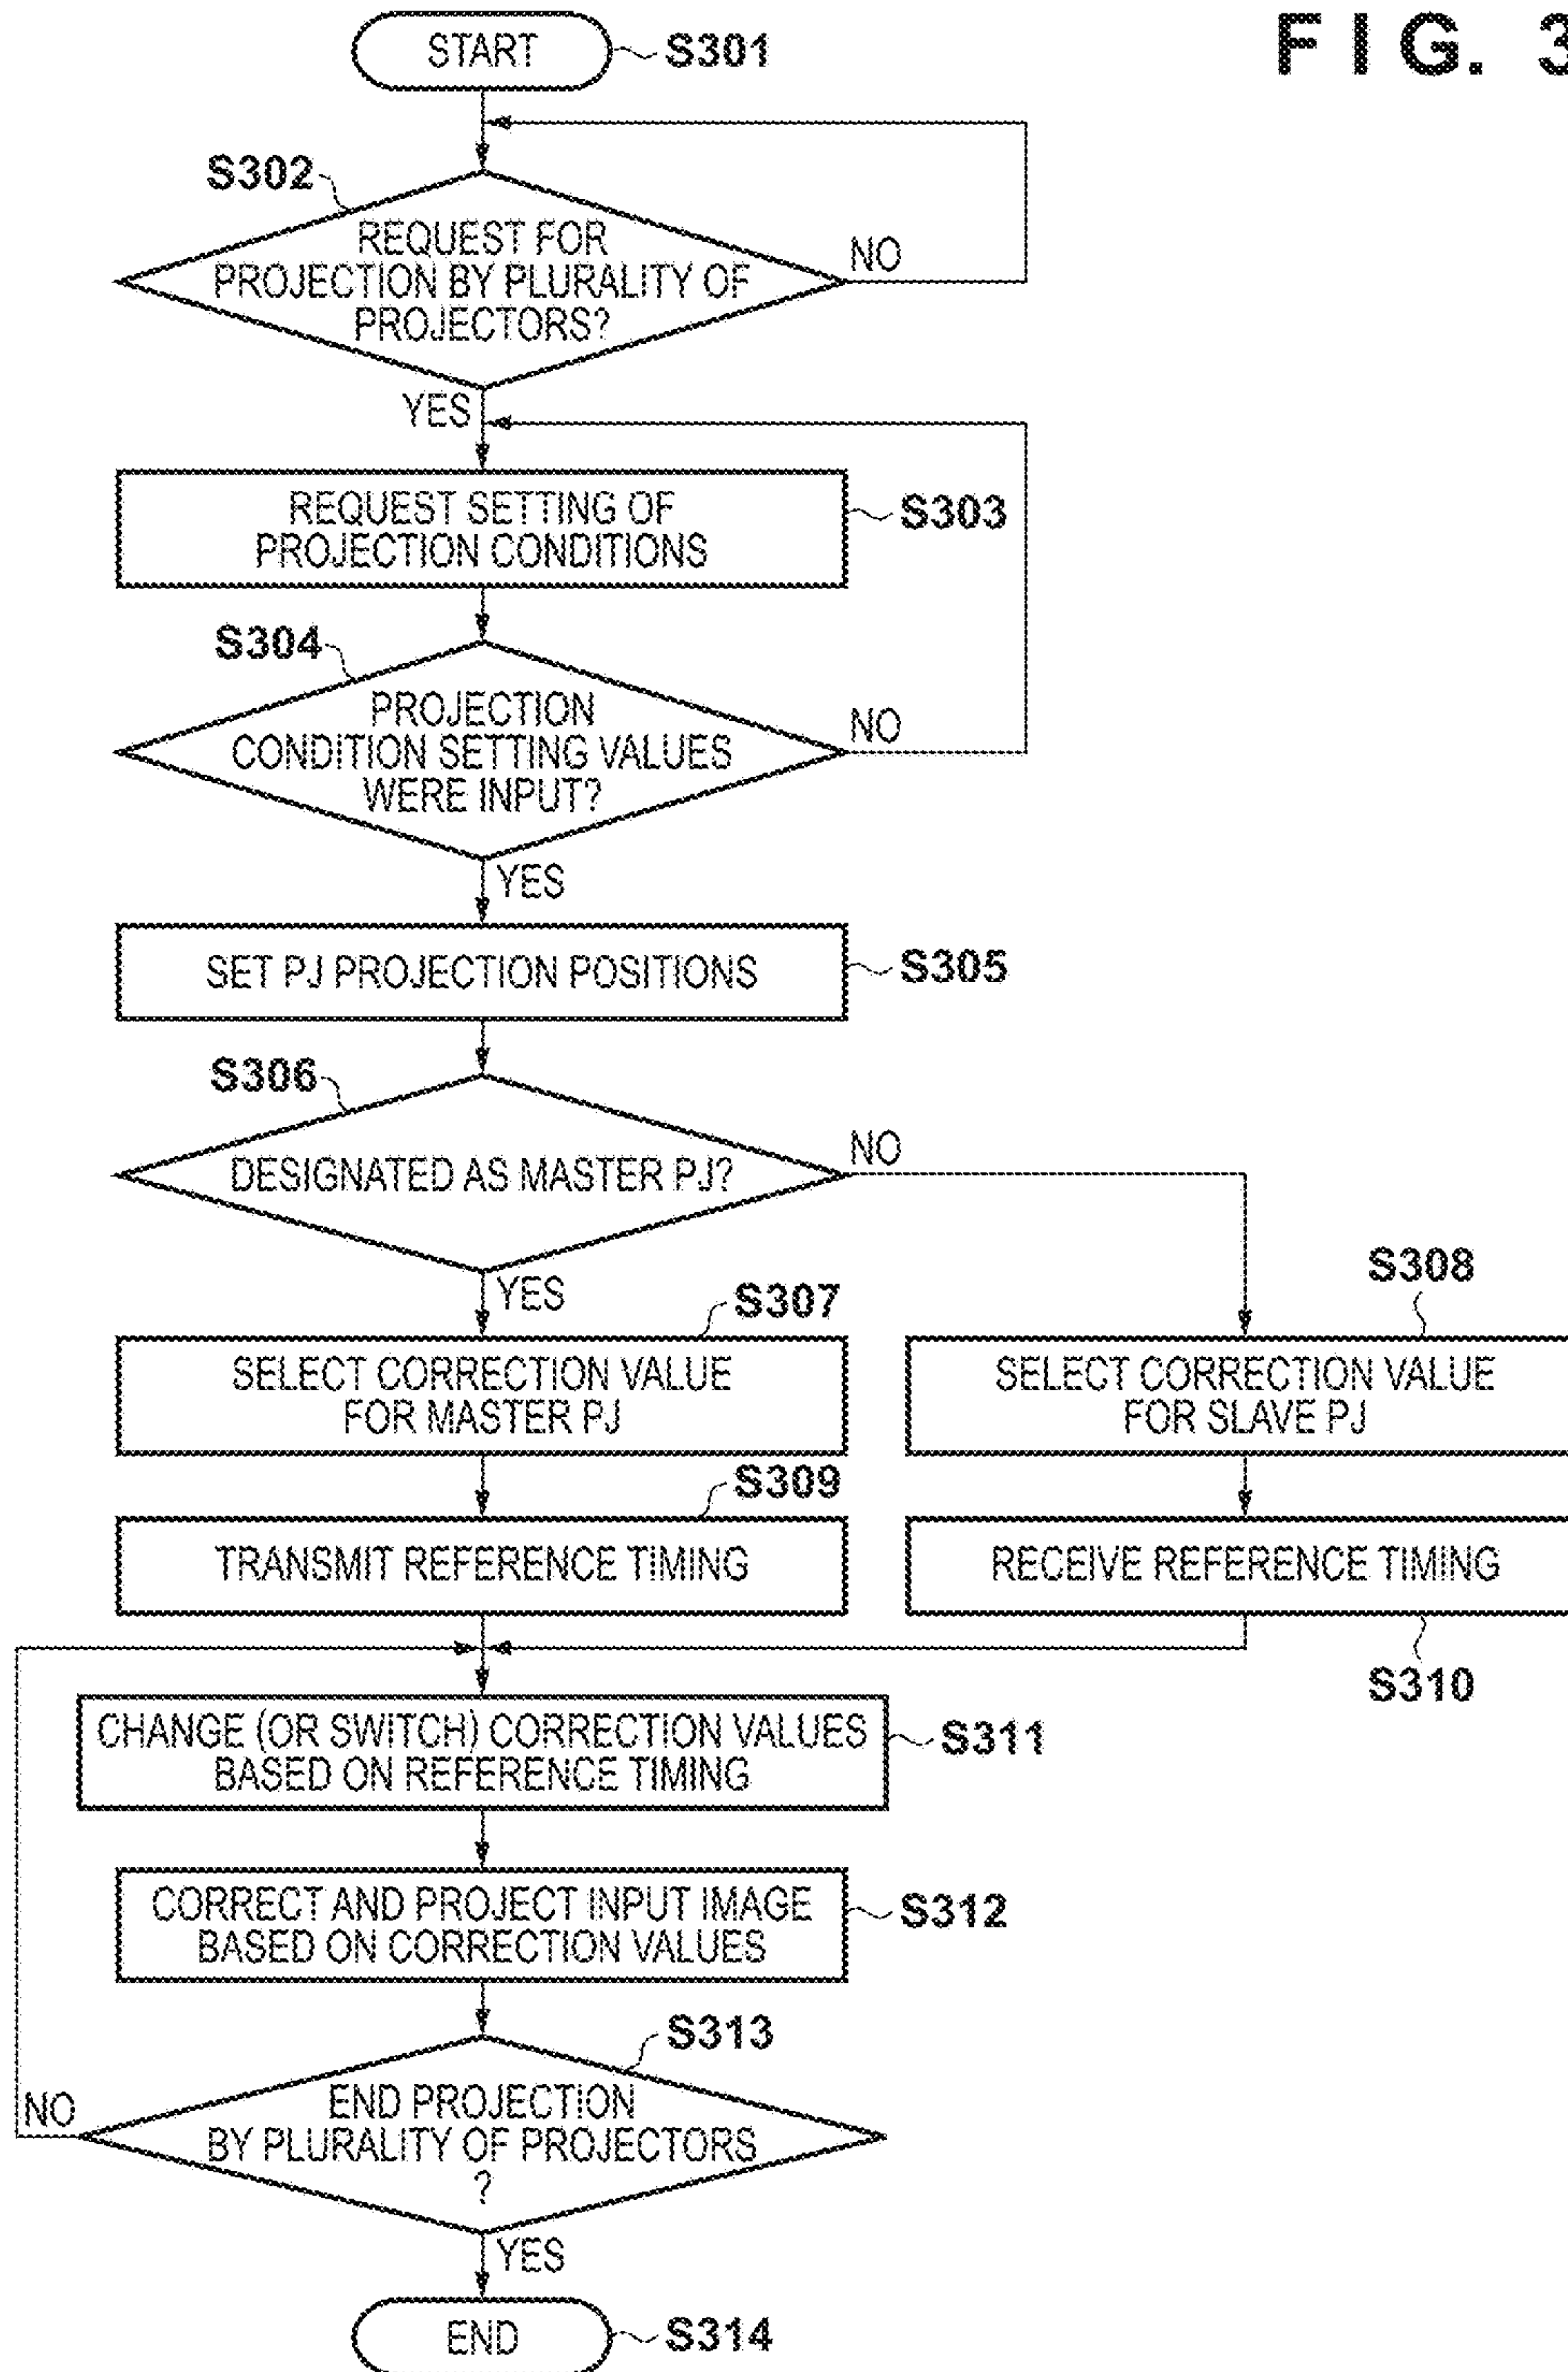 FIG. 3
START
S301
S302
REQUEST FOR
PROJECTION BY PLURALITY OF
PROJECTORS?
NO
YES
REQUEST SETTING OF
PROJECTION CONDITIONS
S303
S304
PROJECTION
CONDITION SETTING VALUES
WERE INPUT?
NO
YES
SET PJ PROJECTION POSITIONS
S305
S306
DESIGNATED AS MASTER PJ?
NO
YES
S307
SELECT CORRECTION VALUE
FOR MASTER PJ
S308
SELECT CORRECTION VALUE
FOR SLAVE PJ
S309
TRANSMIT REFERENCE TIMING
RECEIVE REFERENCE TIMING
S310
CHANGE (OR SWITCH) CORRECTION VALUES
BASED ON REFERENCE TIMING
S311
CORRECT AND PROJECT INPUT IMAGE
BASED ON CORRECTION VALUES
S312
S313
END PROJECTION
BY PLURALITY OF PROJECTORS
?
NO
YES
END
S314